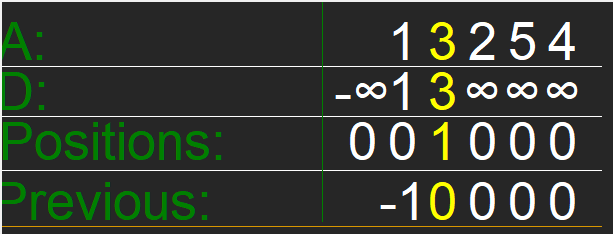 A: 1 3 2 5 4
D: -∞ 1 3 ∞ ∞ ∞
Positions: 0 0 1 0 0 0
Previous: -1 0 0 0 0